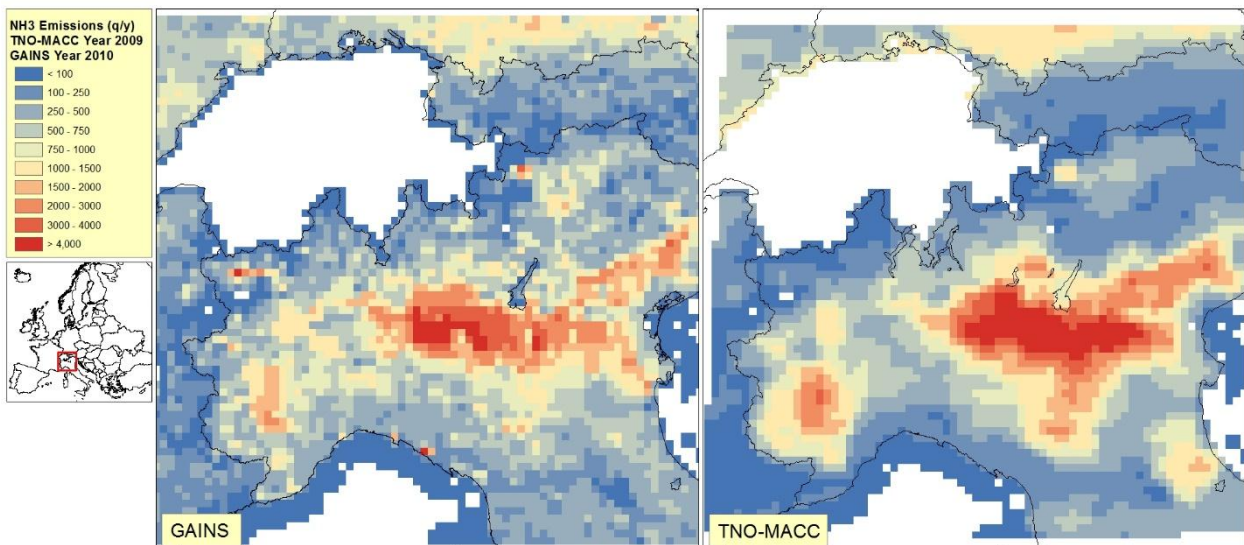 NH3 Emissions (q/y)
TNO-MACC Year 2009
GAINS Year 2010
< 100
100 - 250
250 - 500
500 - 750
750 - 1000
1000 - 1500
1500 - 2000
2000 - 3000
3000 - 4000
> 4,000
GAINS
TNO-MACC